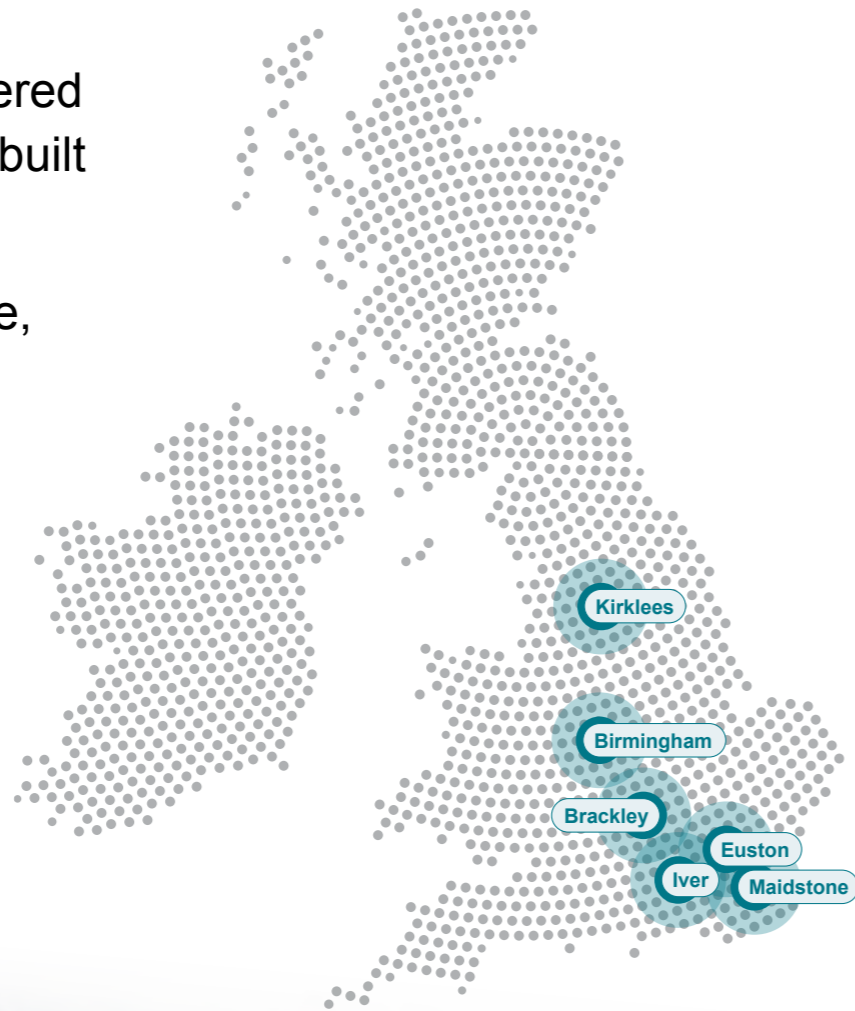 ered
built
e,
Kirklees
Birmingham
Brackley
Euston
Iver
Maidstone